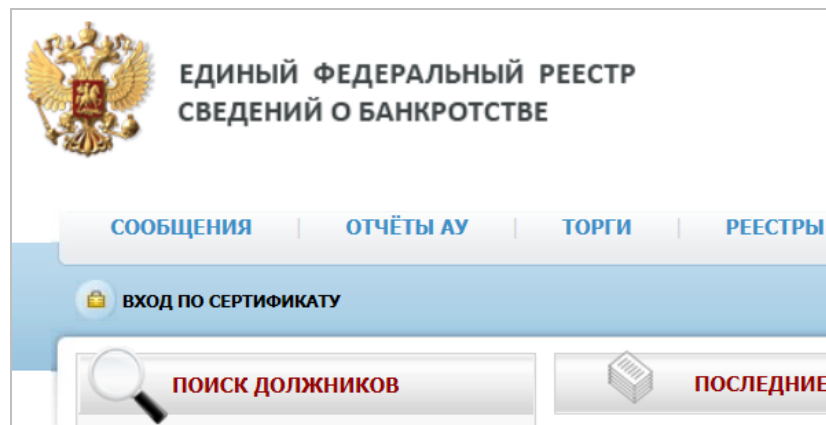 ЕДИНЫЙ ФЕДЕРАЛЬНЫЙ РЕЕСТР
СВЕДЕНИЙ О БАНКРОТСТВЕ
СООБЩЕНИЯ ОТЧЁТЫ АУ ТОРГИ РЕЕСТРЫ
ВХОД ПО СЕРТИФИКАТУ
ПОИСК ДОЛЖНИКОВ ПОСЛЕДНИЕ